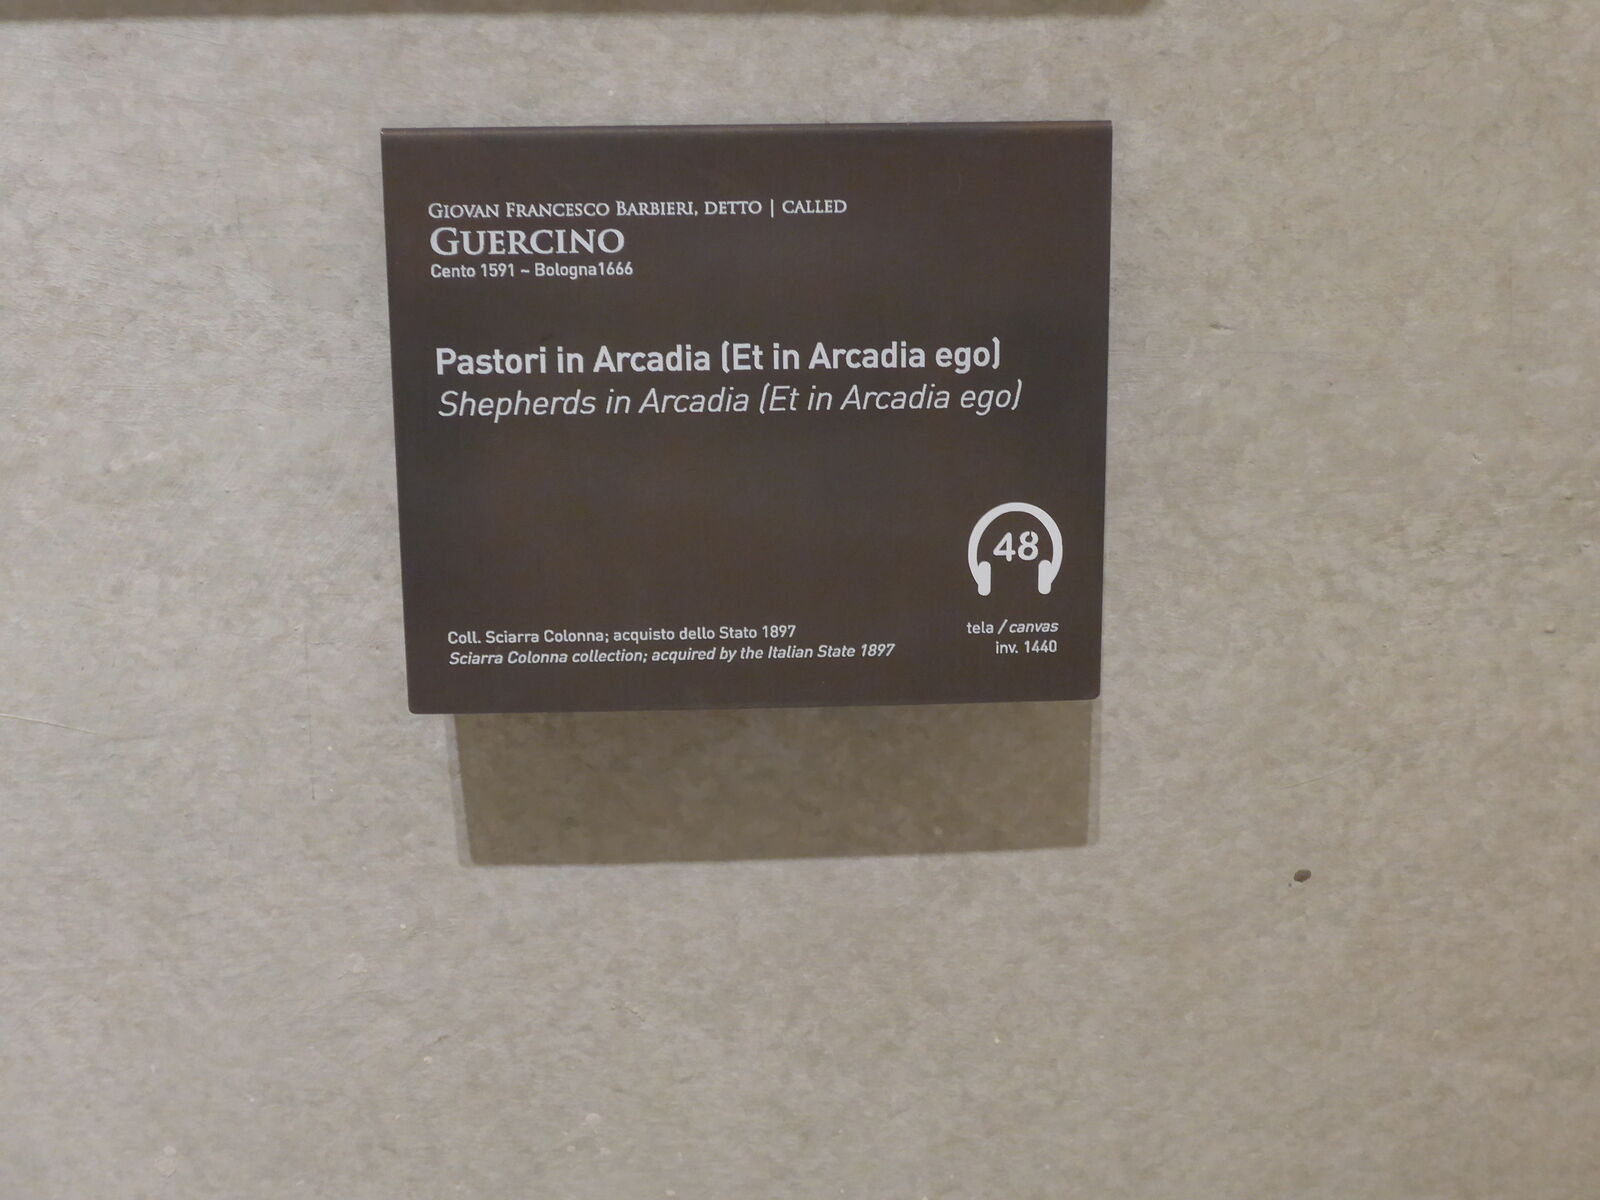 Giovan Francesco Barbieri, detto | called
Guercino
Cento 1591 ~ Bologna1666
Pastori in Arcadia (Et in Arcadia ego)
Shepherds in Arcadia (Et in Arcadia ego)
48
tela / canvas
inv. 1440
Coll. Sciarra Colonna; acquisto dello Stato 1897
Sciarra Colonna collection; acquired by the Italian State 1897